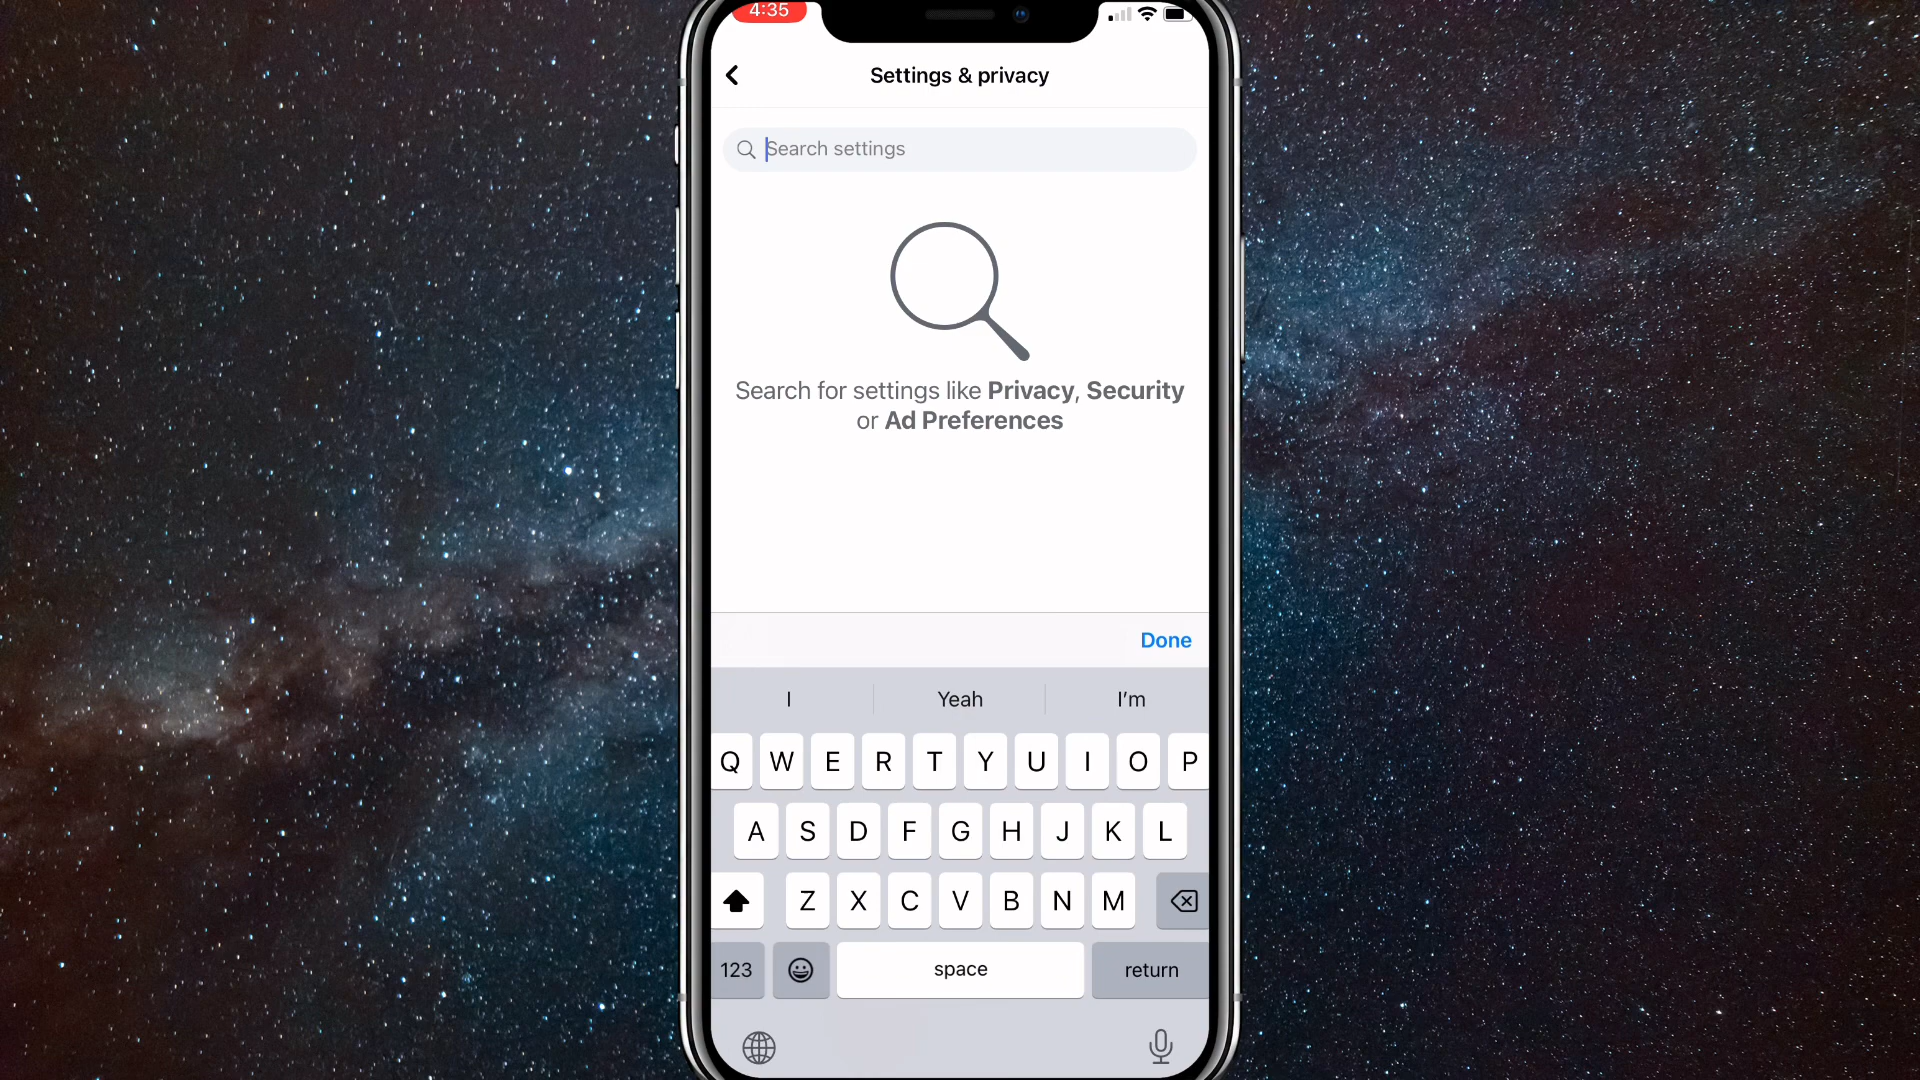 4:35
Settings & privacy
Search settings
Search for settings like Privacy, Security
or Ad Preferences
Done
I Yeah I'm
Q W E R T Y U I O P
A S D F G H J K L
Z X C V B N M
123 space return